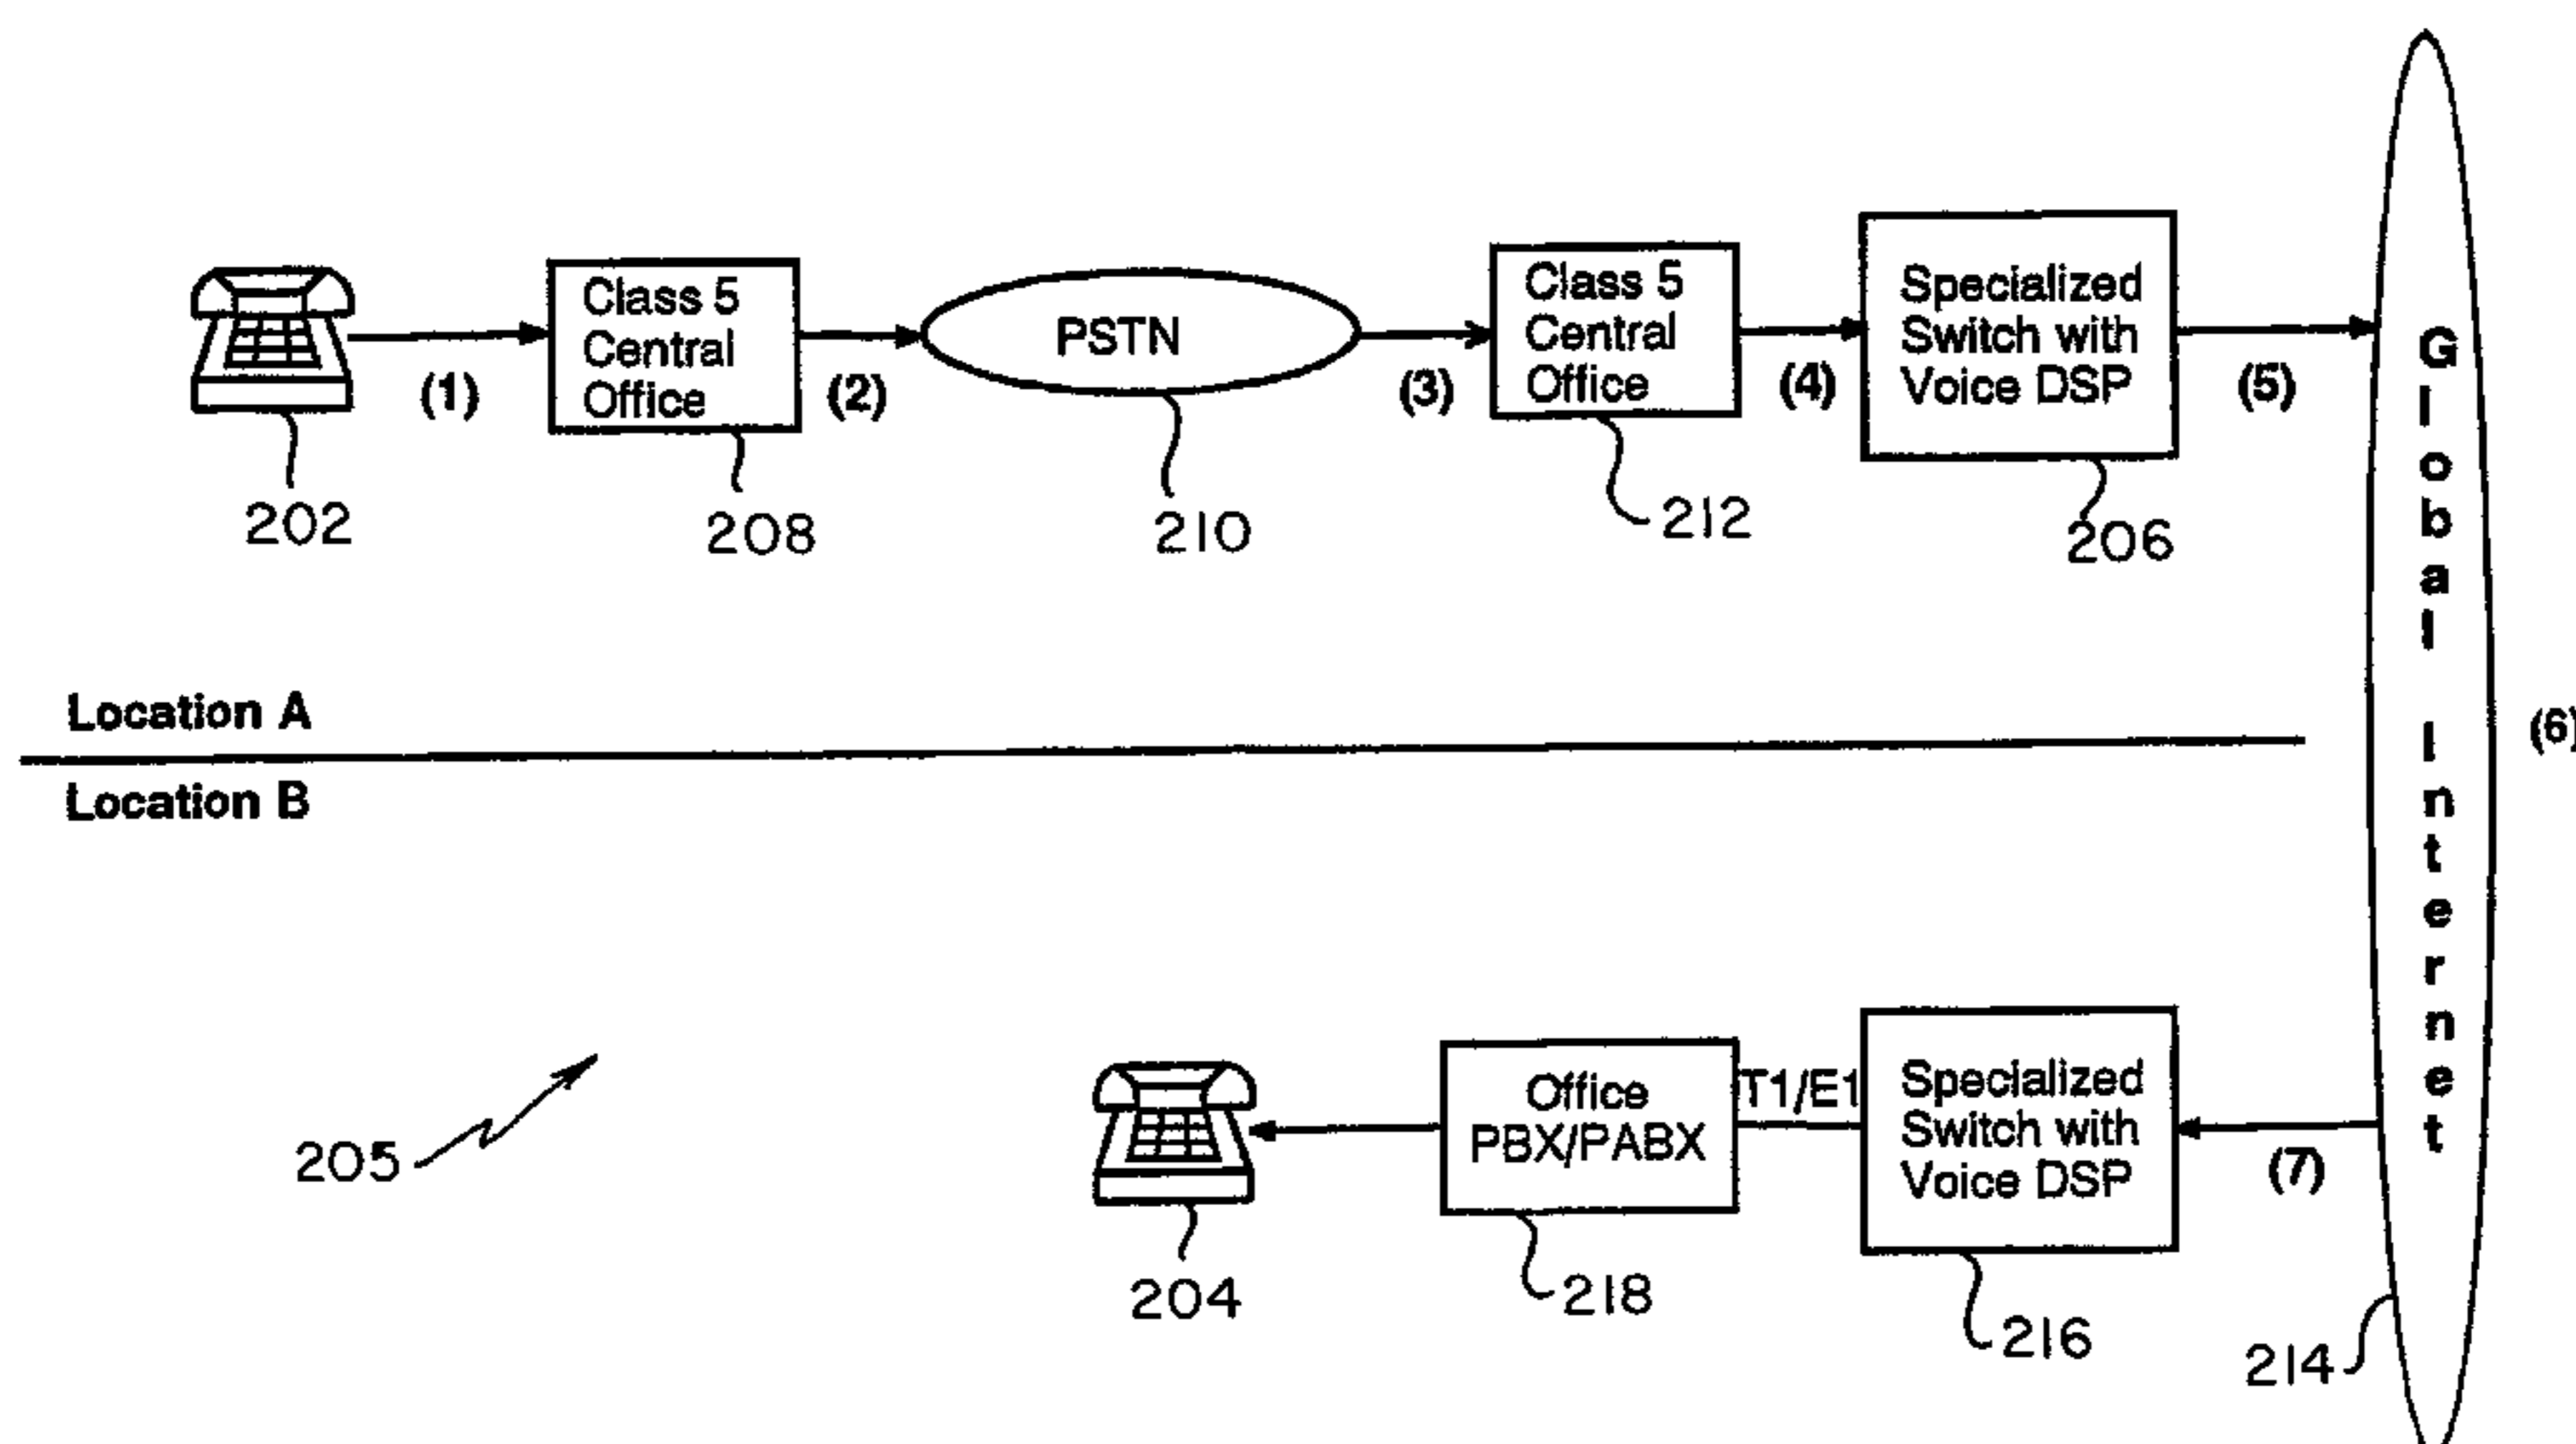 Class 5
Central
Office
PSTN
Class 5
Central
Office
Specialized
Switch with
Voice DSP
(1)
(2)
(3)
(4)
(5)
202
208
210
212
206
Global Internet
Location A
(6)
Location B
Office
PBX/PABX
T1/E1
Specialized
Switch with
Voice DSP
(7)
205
204
218
216
214